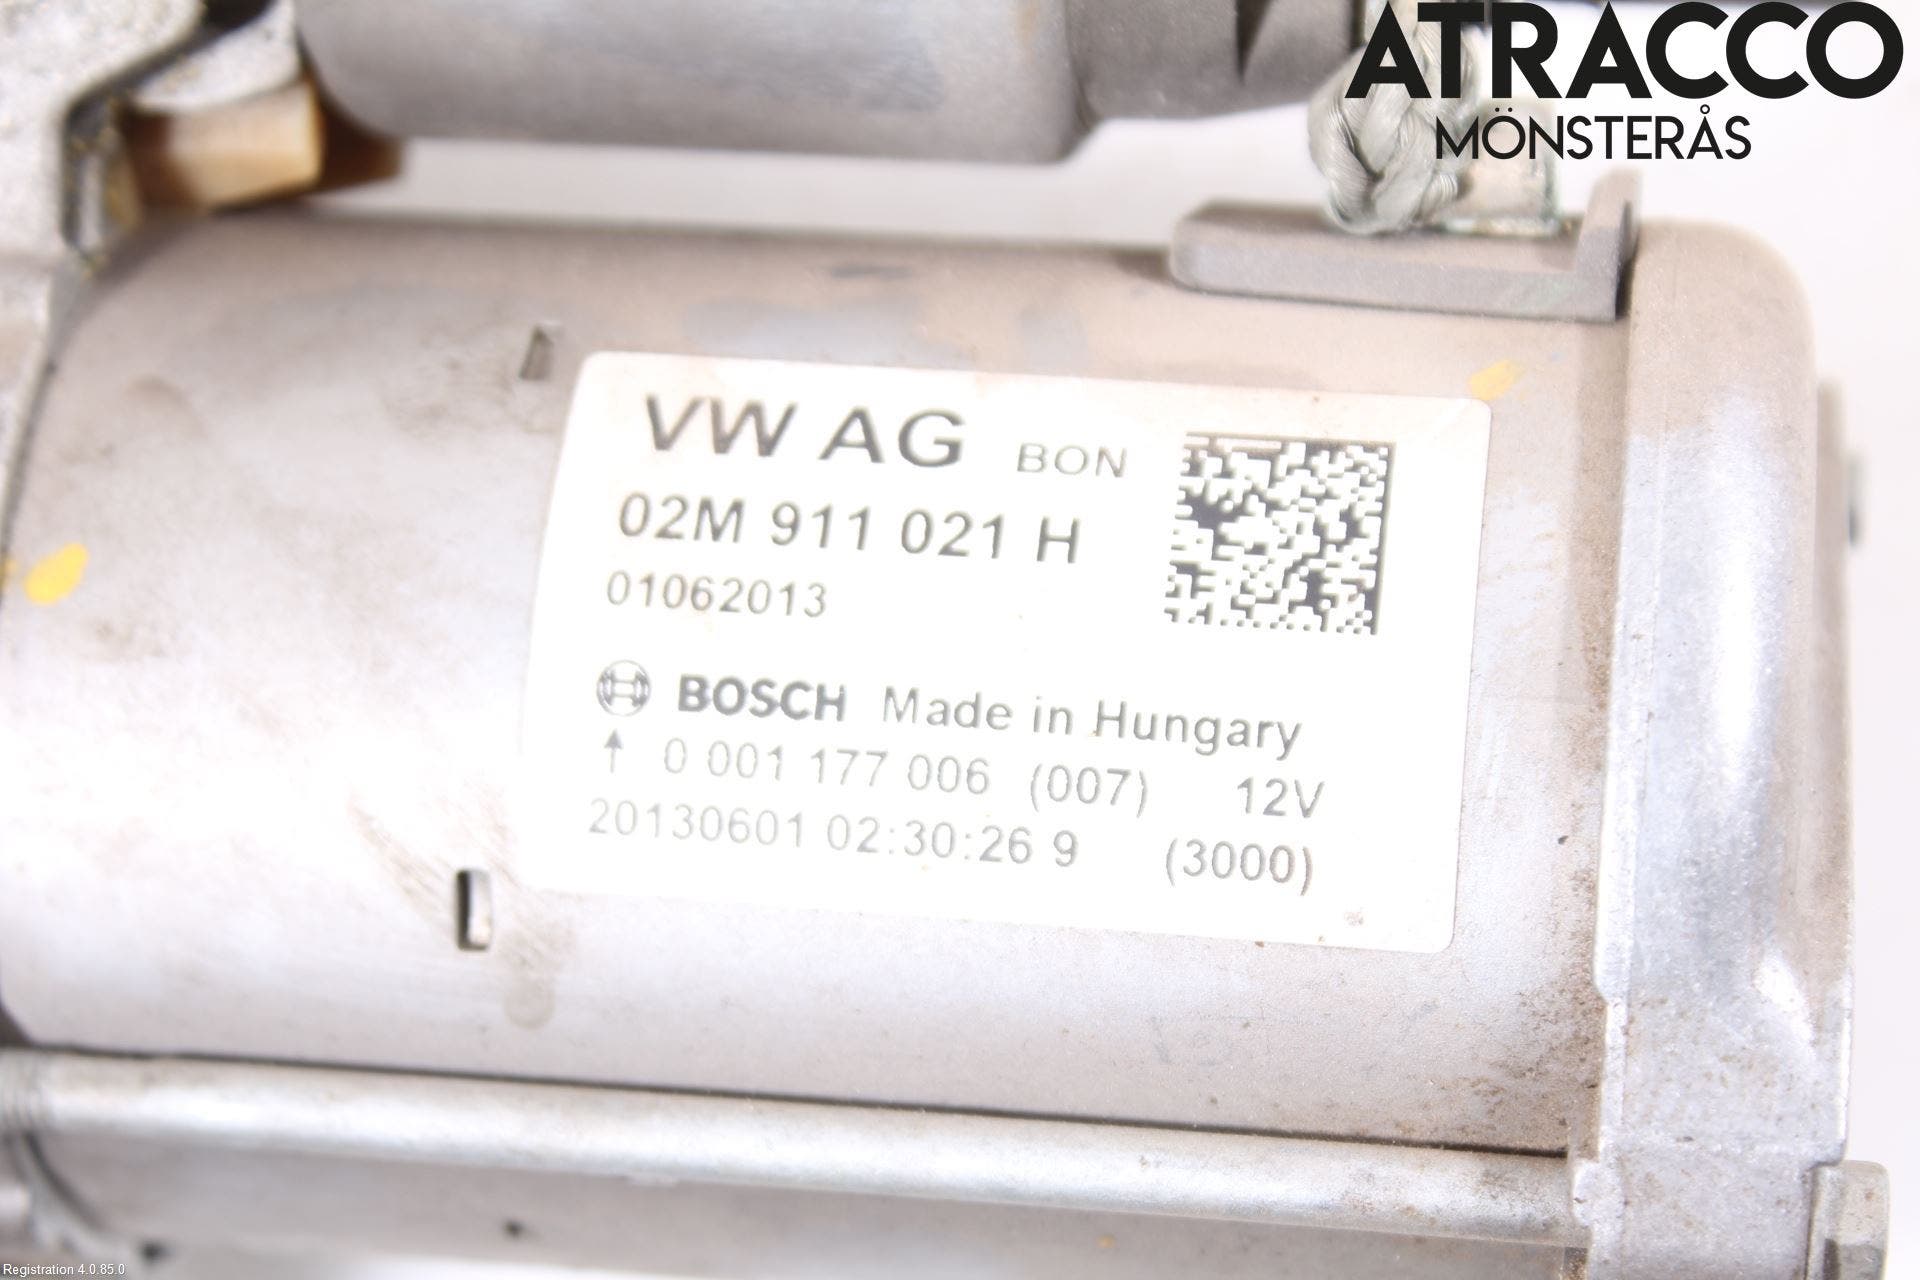 ATRACCO
MÖNSTERÅS
VW AG BON
02M 911 021 H
01062013
BOSCH Made in Hungary
↑ 0 001 177 006 (007) 12V
20130601 02:30:26 9 (3000)
Registration 4.0.85.0